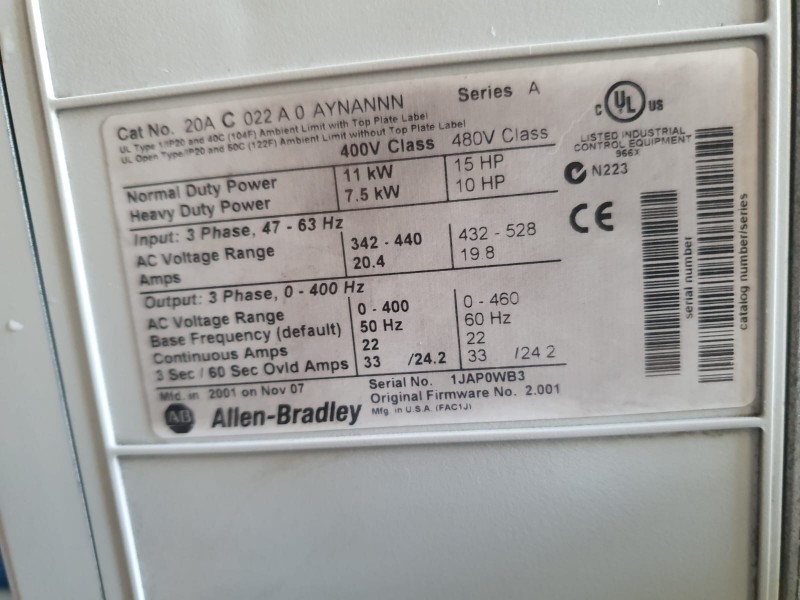 Cat No. 20A C 022 A 0 AYNANNN Series A
UL Type 1/IP20 and 40C (104F) Ambient Limit with Top Plate Label
UL Open Type/IP20 and 50C (122F) Ambient Limit without Top Plate Label
400V Class 480V Class
Normal Duty Power 11 kW 15 HP
Heavy Duty Power 7.5 kW 10 HP
Input: 3 Phase, 47 - 63 Hz
AC Voltage Range 342 - 440 432 - 528
Amps 20.4 19.8
Output: 3 Phase, 0 - 400 Hz
AC Voltage Range 0 - 400 0 - 460
Base Frequency (default) 50 Hz 60 Hz
Continuous Amps 22 22
3 Sec / 60 Sec Ovld Amps 33 /24.2 33 /24.2
Mfd. in 2001 on Nov 07 Serial No. 1JAP0WB3
Original Firmware No. 2.001
AB Allen-Bradley Mfg. in U.S.A. (FAC1J)
C UL US
LISTED INDUSTRIAL
CONTROL EQUIPMENT
966X
N223
CE
serial number
catalog number/series